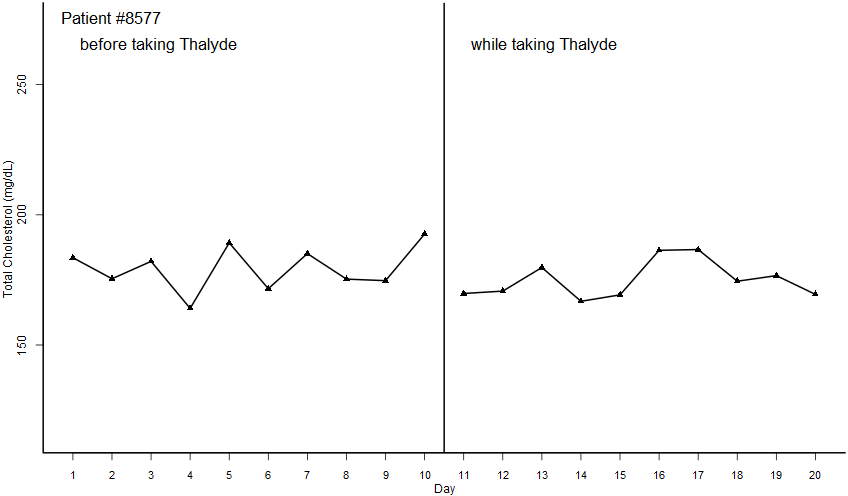 Patient #8577
before taking Thalyde
while taking Thalyde
Total Cholesterol (mg/dL)
250
200
150
1 2 3 4 5 6 7 8 9 10 11 12 13 14 15 16 17 18 19 20
Day